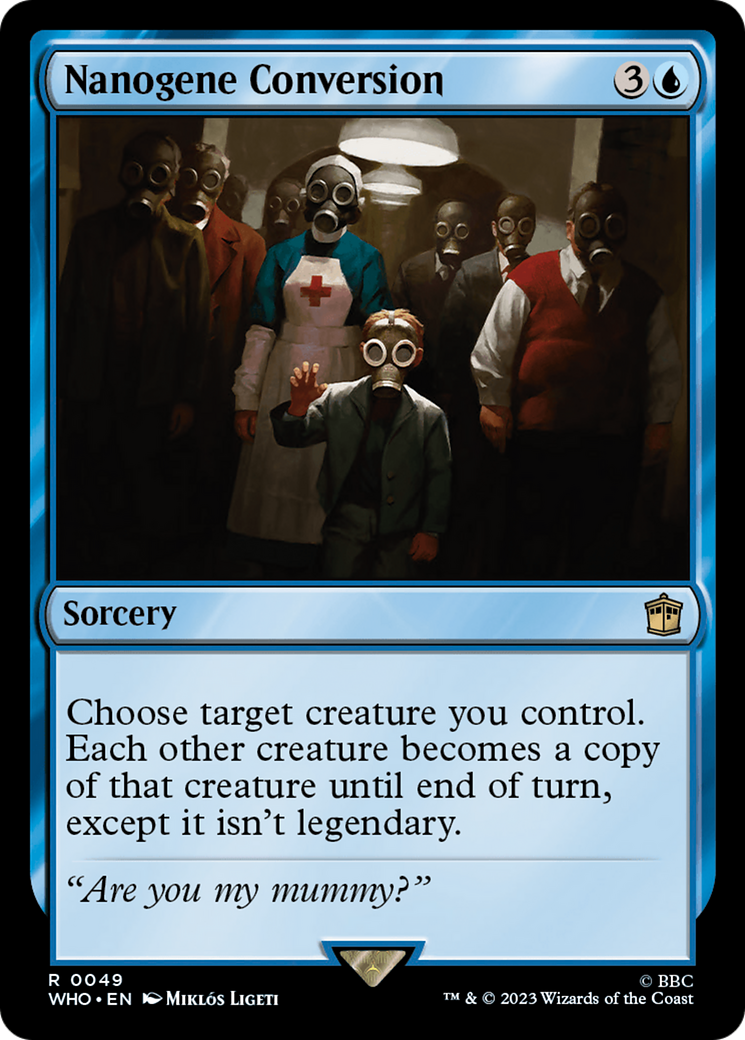 Nanogene Conversion 3
Sorcery
Choose target creature you control.
Each other creature becomes a copy
of that creature until end of turn,
except it isn't legendary.
“Are you my mummy?”
R 0049
WHO • EN Miklós Ligeti
© BBC
™ & © 2023 Wizards of the Coast